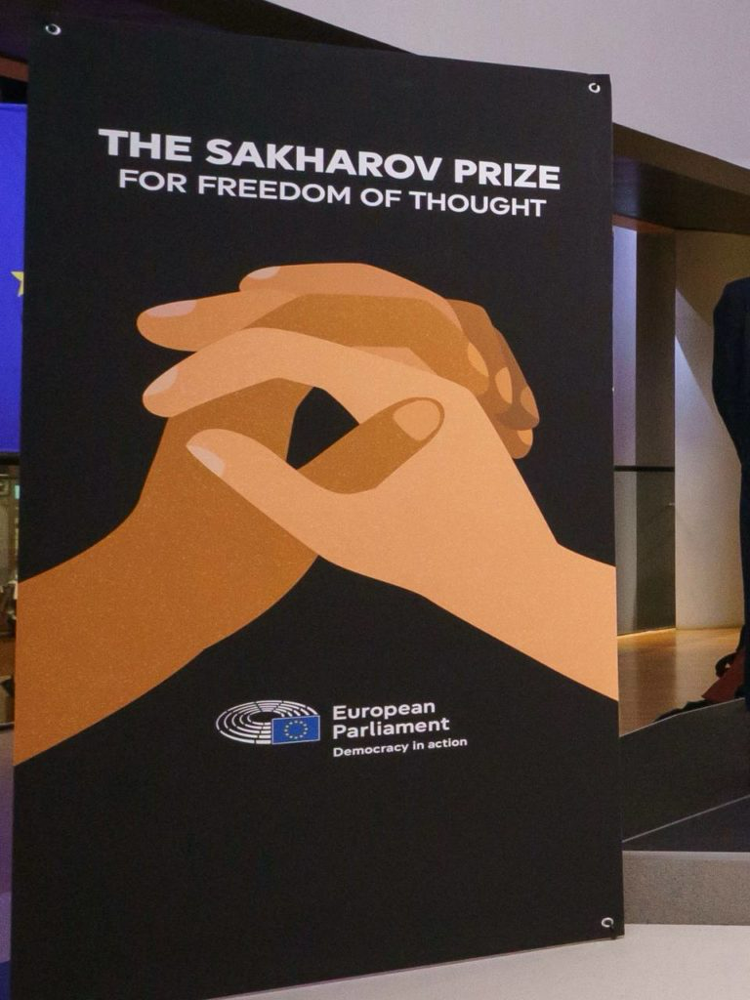 THE SAKHAROV PRIZE
FOR FREEDOM OF THOUGHT
European
Parliament
Democracy in action